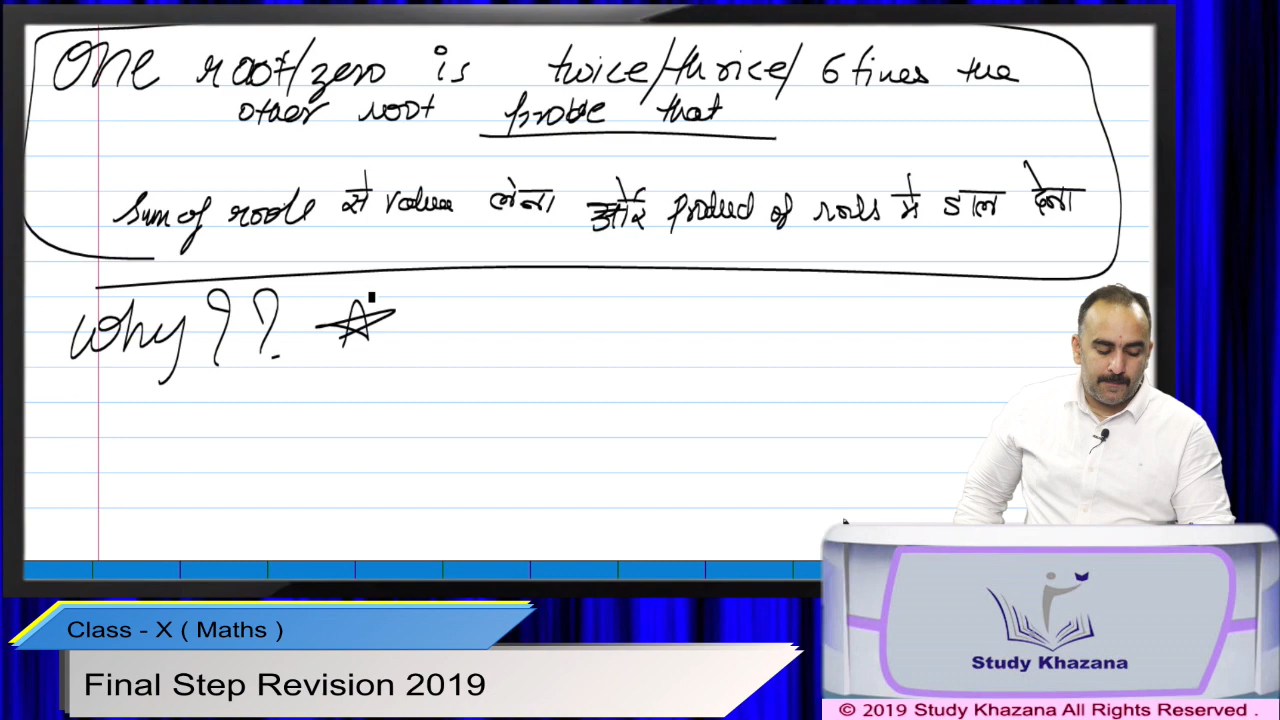 One root/zero is twice/thrice/ 6 times the
other root prove that
Sum of roots से value लेना और product of roots में डाल देना
Why ??
Class - X ( Maths )
Final Step Revision 2019
Study Khazana
© 2019 Study Khazana All Rights Reserved .